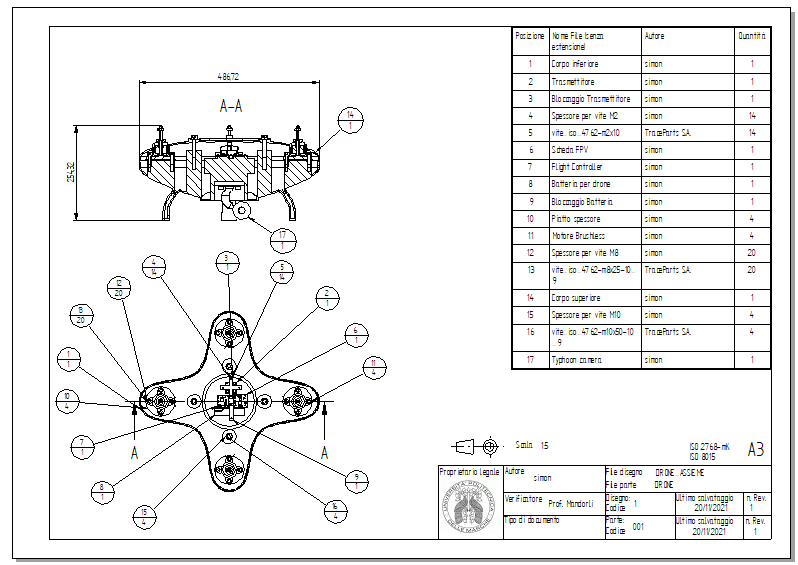 486,72
A-A
14
1
254,32
17
1
Posizione Nome File (senza estensione) Autore Quantità
1 Corpo inferiore simon 1
2 Trasmettitore simon 1
3 Bloccaggio Trasmettitore simon 1
4 Spessore per vite M2 simon 14
5 vite. iso. 4762-m2x10 TraceParts S.A. 14
6 Scheda FPV simon 1
7 Flight Controller simon 1
8 Batteria per drone simon 1
9 Bloccaggio Batteria simon 1
10 Piatto spessore simon 4
11 Motore Brushless simon 4
12 Spessore per vite M8 simon 20
13 vite. iso. 4762-m8x25-10... TraceParts S.A. 20
9
14 Corpo superiore simon 1
15 Spessore per vite M10 simon 4
16 vite. iso. 4762-m10x50-10 TraceParts S.A. 4
...9
17 Typhoon camera simon 1
4
14
3
1
5
14
12
20
2
1
13
20
6
1
1
1
11
4
10
4
A
A
7
1
8
1
9
1
15
4
16
4
Scala 1:5
ISO 2768-mK
ISO 8015
A3
Proprietario legale
UNIVERSITÀ POLITECNICA DELLE MARCHE
Autore
simon
File disegno DRONE_ASSIEME
File parte DRONE
Verificatore Prof. Mandorli
Disegno: 1
Codice
Ultimo salvataggio
20/11/2021
n. Rev.
1
Tipo di documento
Parte: 001
Codice
Ultimo salvataggio
20/11/2021
n. Rev.
1